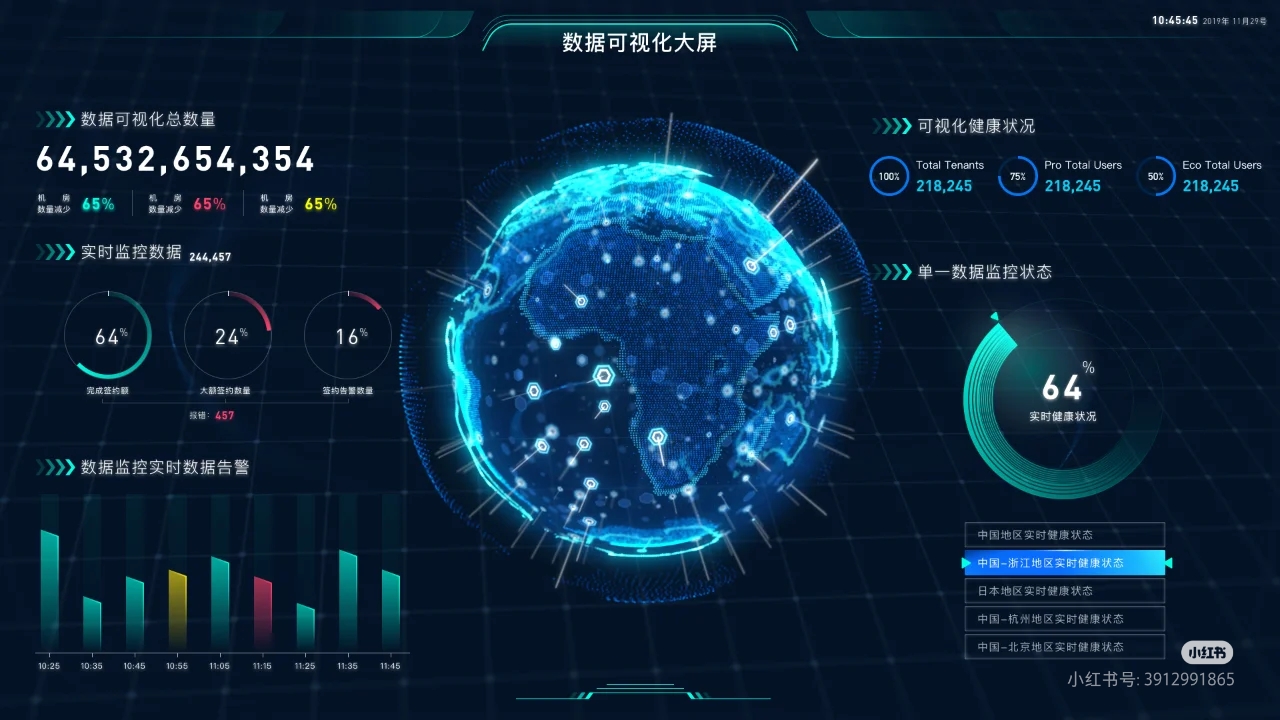 数据可视化大屏
10:45:45 2019年 11月29号
数据可视化总数量
64,532,654,354
机 房
数量减少 65%
机 房
数量减少 65%
机 房
数量减少 65%
实时监控数据 244,457
64%
完成签约额
24%
大额签约数量
16%
签约告警数量
报错: 457
数据监控实时数据告警
10:25 10:35 10:45 10:55 11:05 11:15 11:25 11:35 11:45
可视化健康状况
100%
Total Tenants
218,245
75%
Pro Total Users
218,245
50%
Eco Total Users
218,245
单一数据监控状态
64%
实时健康状况
中国地区实时健康状态
中国-浙江地区实时健康状态
日本地区实时健康状态
中国-杭州地区实时健康状态
中国-北京地区实时健康状态
小红书
小红书号: 3912991865